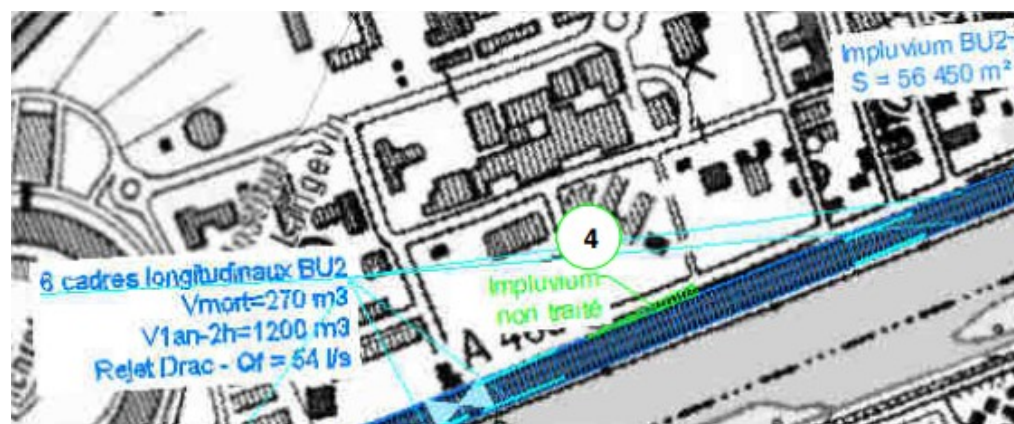 Impluvium BU2-
S = 56 450 m²
4
6 cadres longitudinaux BU2
Vmort=270 m3
V1an-2h=1200 m3
Rejet Drac - Qf = 54 l/s
Impluvium
non traité